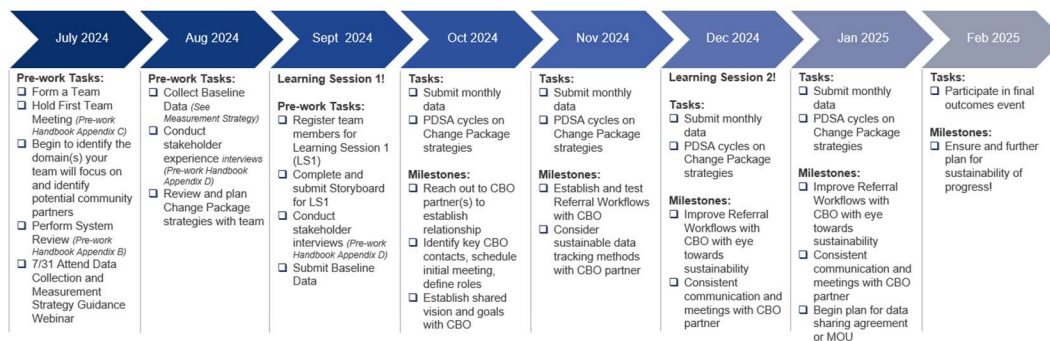 July 2024
Aug 2024
Sept 2024
Oct 2024
Nov 2024
Dec 2024
Jan 2025
Feb 2025
Pre-work Tasks:
Form a Team
Hold First Team
Meeting (Pre-work
Handbook Appendix C)
Begin to identify the
domain(s) your
team will focus on
and identify
potential community
partners
Perform System
Review (Pre-work
Handbook Appendix B)
7/31 Attend Data
Collection and
Measurement
Strategy Guidance
Webinar
Pre-work Tasks:
Collect Baseline
Data (See
Measurement Strategy)
Conduct
stakeholder
experience interviews
(Pre-work Handbook
Appendix D)
Review and plan
Change Package
strategies with team
Learning Session 1!
Pre-work Tasks:
Register team
members for
Learning Session 1
(LS1)
Complete and
submit Storyboard
for LS1
Conduct
stakeholder
interviews (Pre-work
Handbook Appendix D)
Submit Baseline
Data
Tasks:
Submit monthly
data
PDSA cycles on
Change Package
strategies
Milestones:
Reach out to CBO
partner(s) to
establish
relationship
Identify key CBO
contacts, schedule
initial meeting,
define roles
Establish shared
vision and goals
with CBO
Tasks:
Submit monthly
data
PDSA cycles on
Change Package
strategies
Milestones:
Establish and test
Referral Workflows
with CBO
Consider
sustainable data
tracking methods
with CBO partner
Learning Session 2!
Tasks:
Submit monthly
data
PDSA cycles on
Change Package
strategies
Milestones:
Improve Referral
Workflows with
CBO with eye
towards
sustainability
Consistent
communication and
meetings with CBO
partner
Tasks:
Submit monthly
data
PDSA cycles on
Change Package
strategies
Milestones:
Improve Referral
Workflows with
CBO with eye
towards
sustainability
Consistent
communication and
meetings with CBO
partner
Begin plan for data
sharing agreement
or MOU
Tasks:
Participate in final
outcomes event
Milestones:
Ensure and further
plan for
sustainability of
progress!